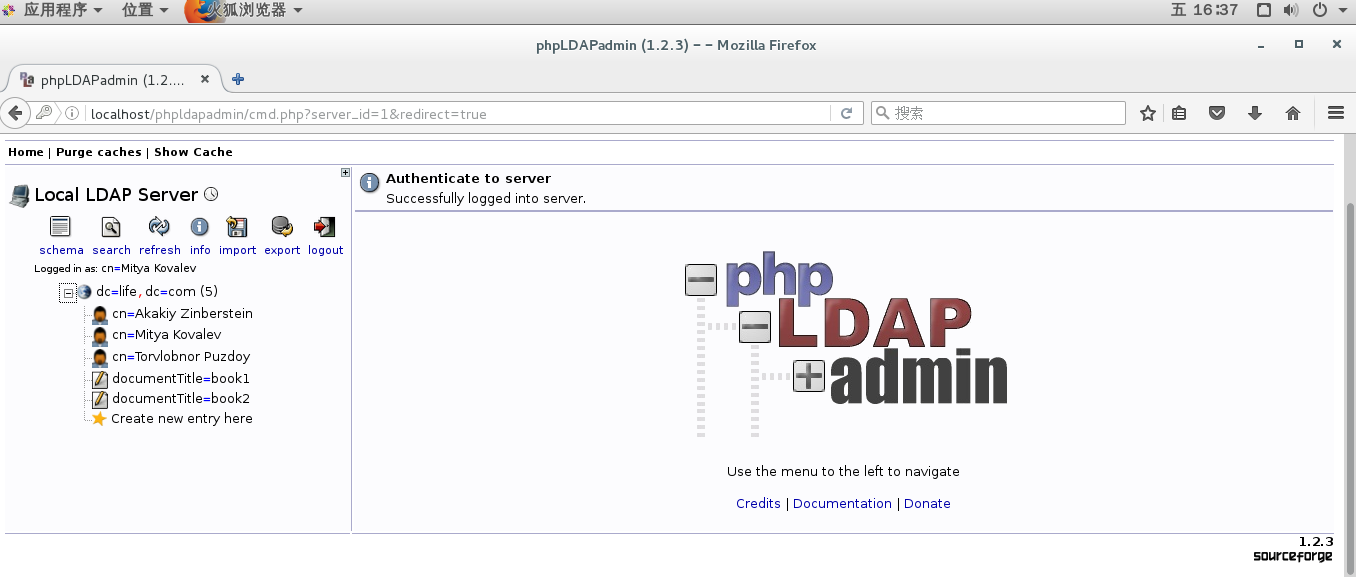 应用程序 位置 火狐浏览器 五 16:37
phpLDAPadmin (1.2.3) - - Mozilla Firefox
phpLDAPadmin (1.2....
localhost/phpldapadmin/cmd.php?server_id=1&redirect=true 搜索
Home | Purge caches | Show Cache
Local LDAP Server
schema search refresh info import export logout
Logged in as: cn=Mitya Kovalev
dc=life, dc=com (5)
cn=Akakiy Zinberstein
cn=Mitya Kovalev
cn=Torvlobnor Puzdoy
documentTitle=book1
documentTitle=book2
Create new entry here
Authenticate to server
Successfully logged into server.
php
LDAP
admin
Use the menu to the left to navigate
Credits | Documentation | Donate
1.2.3
sourceforge